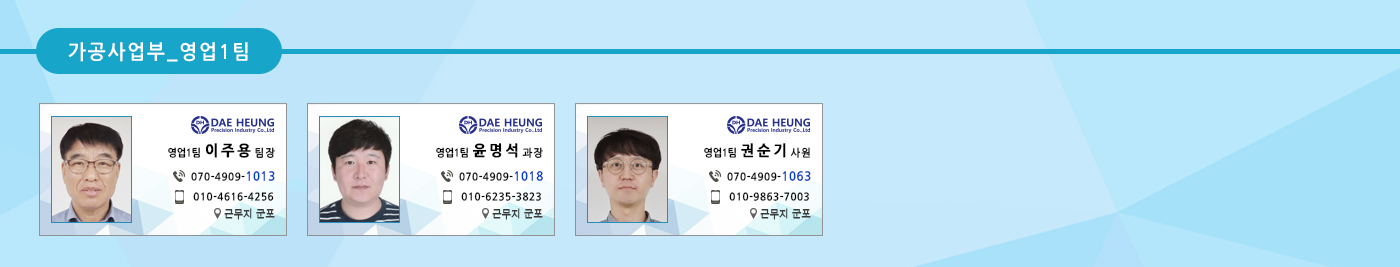 가공사업부_영업1팀
DH DAE HEUNG
Precision Industry Co.,Ltd
영업1팀 이주용 팀장
070-4909-1013
010-4616-4256
근무지 군포
DH DAE HEUNG
Precision Industry Co.,Ltd
영업1팀 윤명석 과장
070-4909-1018
010-6235-3823
근무지 군포
DH DAE HEUNG
Precision Industry Co.,Ltd
영업1팀 권순기 사원
070-4909-1063
010-9863-7003
근무지 군포